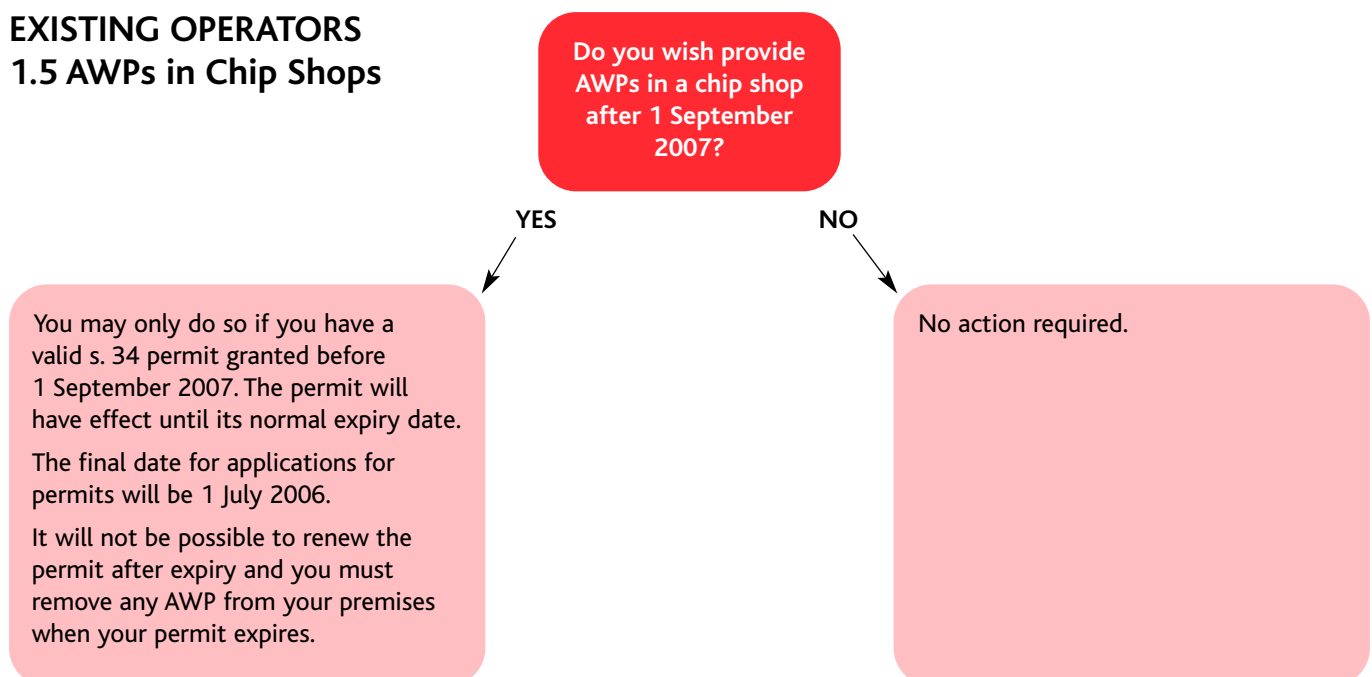 EXISTING OPERATORS
1.5 AWPs in Chip Shops
Do you wish provide
AWPs in a chip shop
after 1 September
2007?
YES
NO
You may only do so if you have a
valid s. 34 permit granted before
1 September 2007. The permit will
have effect until its normal expiry date.
The final date for applications for
permits will be 1 July 2006.
It will not be possible to renew the
permit after expiry and you must
remove any AWP from your premises
when your permit expires.
No action required.